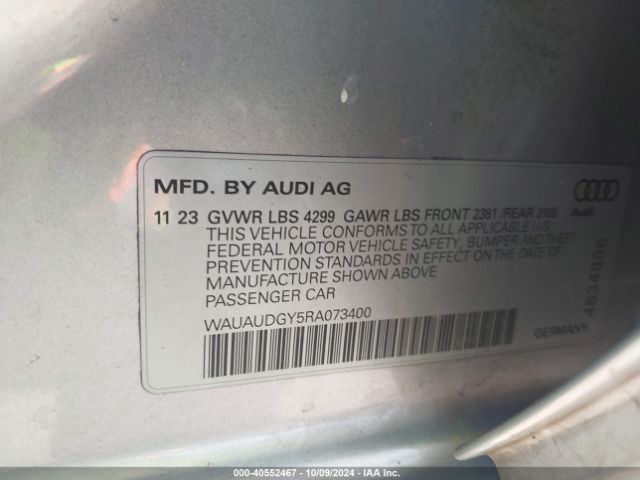 MFD. BY AUDI AG
11 23 GVWR LBS 4299 GAWR LBS FRONT 2381 /REAR 2105
THIS VEHICLE CONFORMS TO ALL APPLICABLE U.S.
FEDERAL MOTOR VEHICLE SAFETY, BUMPER AND THEFT
PREVENTION STANDARDS IN EFFECT ON THE DATE OF
MANUFACTURE SHOWN ABOVE
PASSENGER CAR
WAUAUDGY5RA073400
Audi
4834806
GERMANY
000-40552467 - 10/09/2024 - IAA Inc.